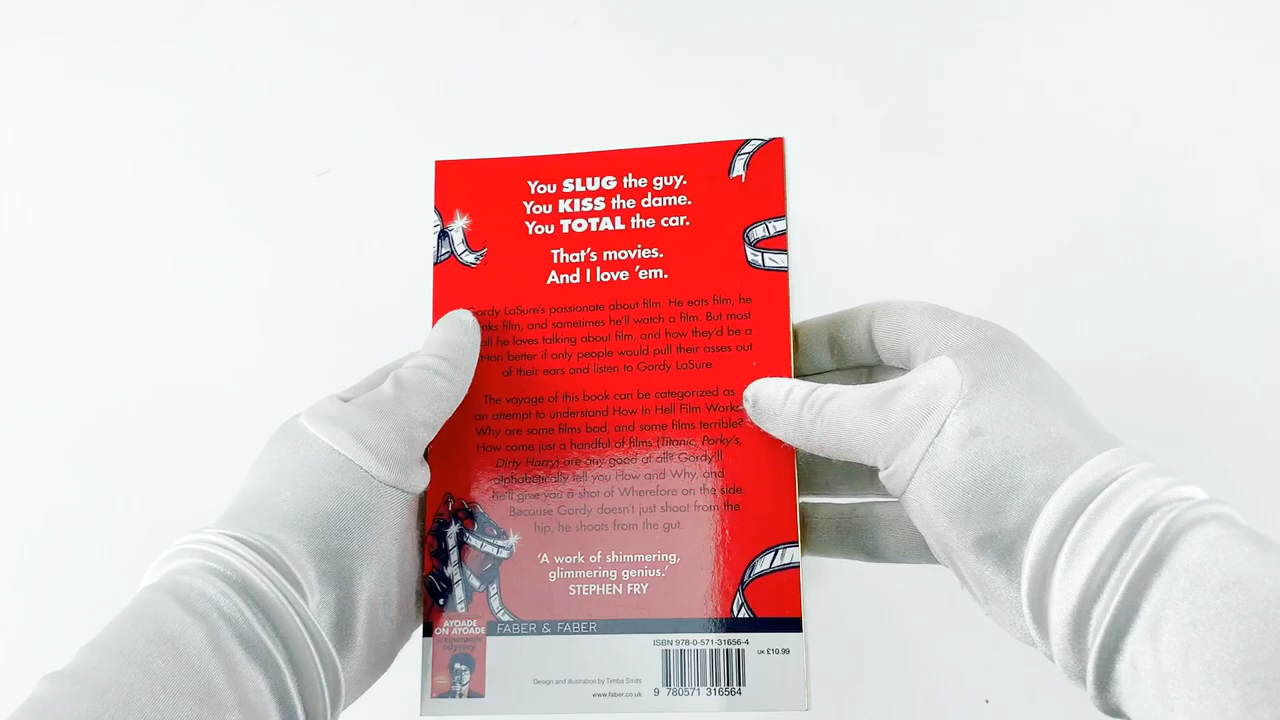 You SLUG the guy.
You KISS the dame.
You TOTAL the car.
That's movies.
And I love 'em.
Gordy LaSure's passionate about film. He eats film, he
film, and sometimes he'll watch a film. But most
all he loves talking about film, and how they'd be a
better if only people would pull their asses out
of their ears and listen to Gordy LaSure.
The voyage of this book can be categorized as
an attempt to understand How In Hell Film Works.
Why are some films bad, and some films terrible?
How come just a handful of films (Titanic, Porky's,
Dirty Harry) are any good at all? Gordy'll
alphabetically tell you How and Why, and
he'll give you a shot of Wherefore on the side.
Because Gordy doesn't just shoot from the
hip, he shoots from the gut.
'A work of shimmering,
glimmering genius.'
STEPHEN FRY
AYOADE
ON AYOADE
odyssey
FABER & FABER
ISBN 978-0-571-31656-4
UK £10.99
Design and illustration by Timba Smits
www.faber.co.uk
9 780571 316564